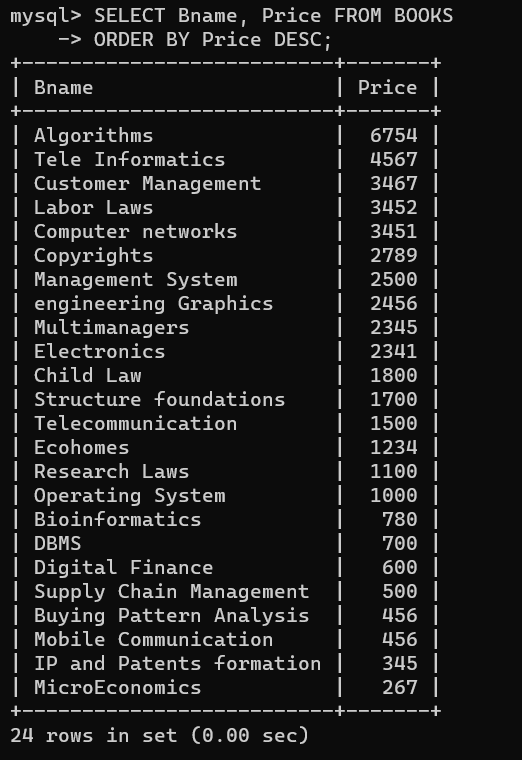 mysql> SELECT Bname, Price FROM BOOKS
    -> ORDER BY Price DESC;
+--------------------------+-------+
| Bname                    | Price |
+--------------------------+-------+
| Algorithms               |  6754 |
| Tele Informatics         |  4567 |
| Customer Management      |  3467 |
| Labor Laws               |  3452 |
| Computer networks        |  3451 |
| Copyrights               |  2789 |
| Management System        |  2500 |
| engineering Graphics     |  2456 |
| Multimanagers            |  2345 |
| Electronics              |  2341 |
| Child Law                |  1800 |
| Structure foundations    |  1700 |
| Telecommunication        |  1500 |
| Ecohomes                 |  1234 |
| Research Laws            |  1100 |
| Operating System         |  1000 |
| Bioinformatics           |   780 |
| DBMS                     |   700 |
| Digital Finance          |   600 |
| Supply Chain Management  |   500 |
| Buying Pattern Analysis  |   456 |
| Mobile Communication     |   456 |
| IP and Patents formation |   345 |
| MicroEconomics           |   267 |
+--------------------------+-------+
24 rows in set (0.00 sec)